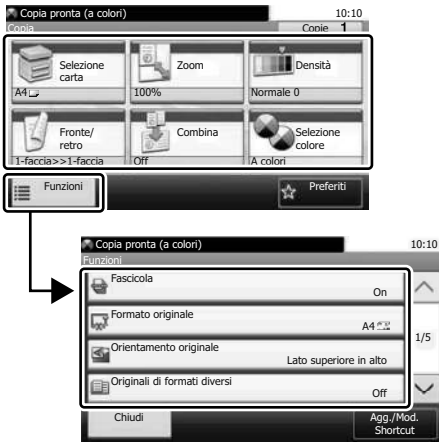 Copia pronta (a colori) 10:10
Copia Copie 1
Selezione carta
A4
Zoom
100%
Densità
Normale 0
Fronte/
retro
1-faccia>>1-faccia
Combina
Off
Selezione
colore
A colori
Funzioni
Preferiti
Copia pronta (a colori) 10:10
Funzioni
Fascicola
On
Formato originale
A4
1/5
Orientamento originale
Lato superiore in alto
Originali di formati diversi
Off
Chiudi
Agg./Mod.
Shortcut